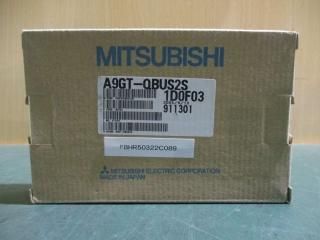 MITSUBISHI
A9GT-QBUS2S
1D0F03
911301
FBHR50322C089
MITSUBISHI ELECTRIC CORPORATION
MADE IN JAPAN